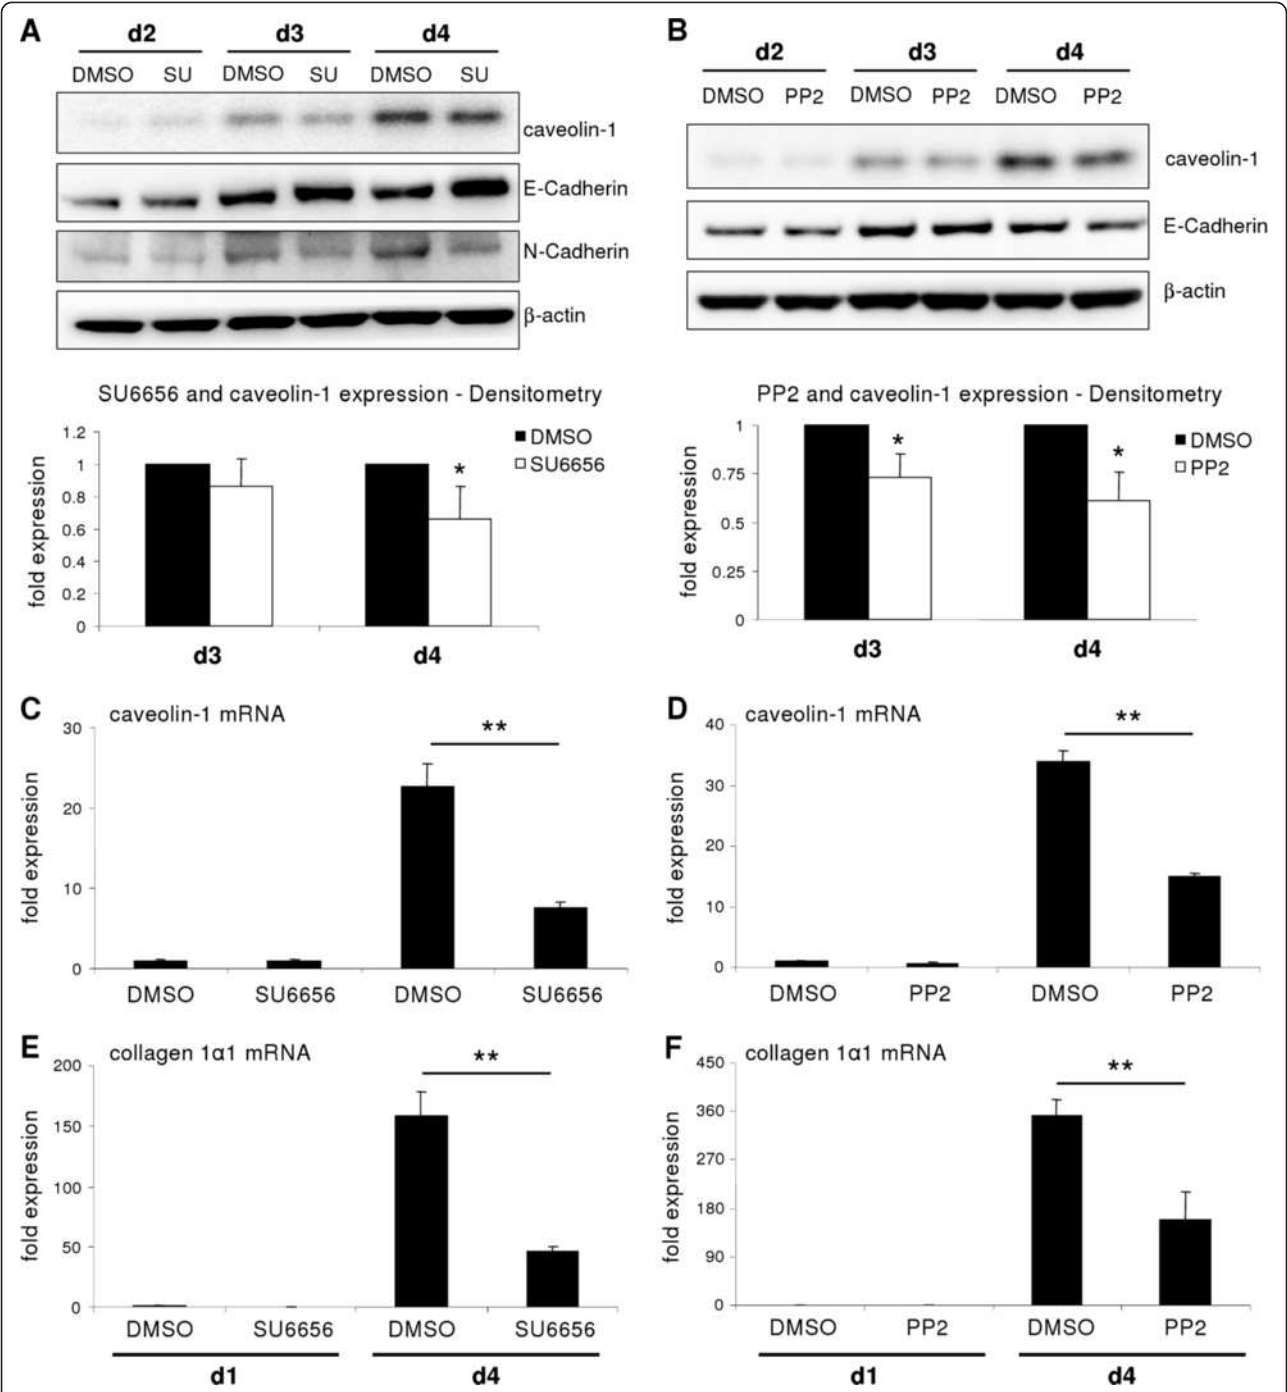 A
d2 d3 d4
DMSO SU DMSO SU DMSO SU
caveolin-1
E-Cadherin
N-Cadherin
β-actin
SU6656 and caveolin-1 expression - Densitometry
fold expression
1.2
1
0.8
0.6
0.4
0.2
0
*
DMSO
SU6656
d3 d4
B
d2 d3 d4
DMSO PP2 DMSO PP2 DMSO PP2
caveolin-1
E-Cadherin
β-actin
PP2 and caveolin-1 expression - Densitometry
fold expression
1
0.75
0.5
0.25
0
* *
DMSO
PP2
d3 d4
C
caveolin-1 mRNA
fold expression
30
20
10
0
**
DMSO SU6656 DMSO SU6656
D
caveolin-1 mRNA
fold expression
40
30
20
10
0
**
DMSO PP2 DMSO PP2
E
collagen 1α1 mRNA
fold expression
200
150
100
50
0
**
DMSO SU6656 DMSO SU6656
d1 d4
F
collagen 1α1 mRNA
fold expression
450
360
270
180
90
0
**
DMSO PP2 DMSO PP2
d1 d4